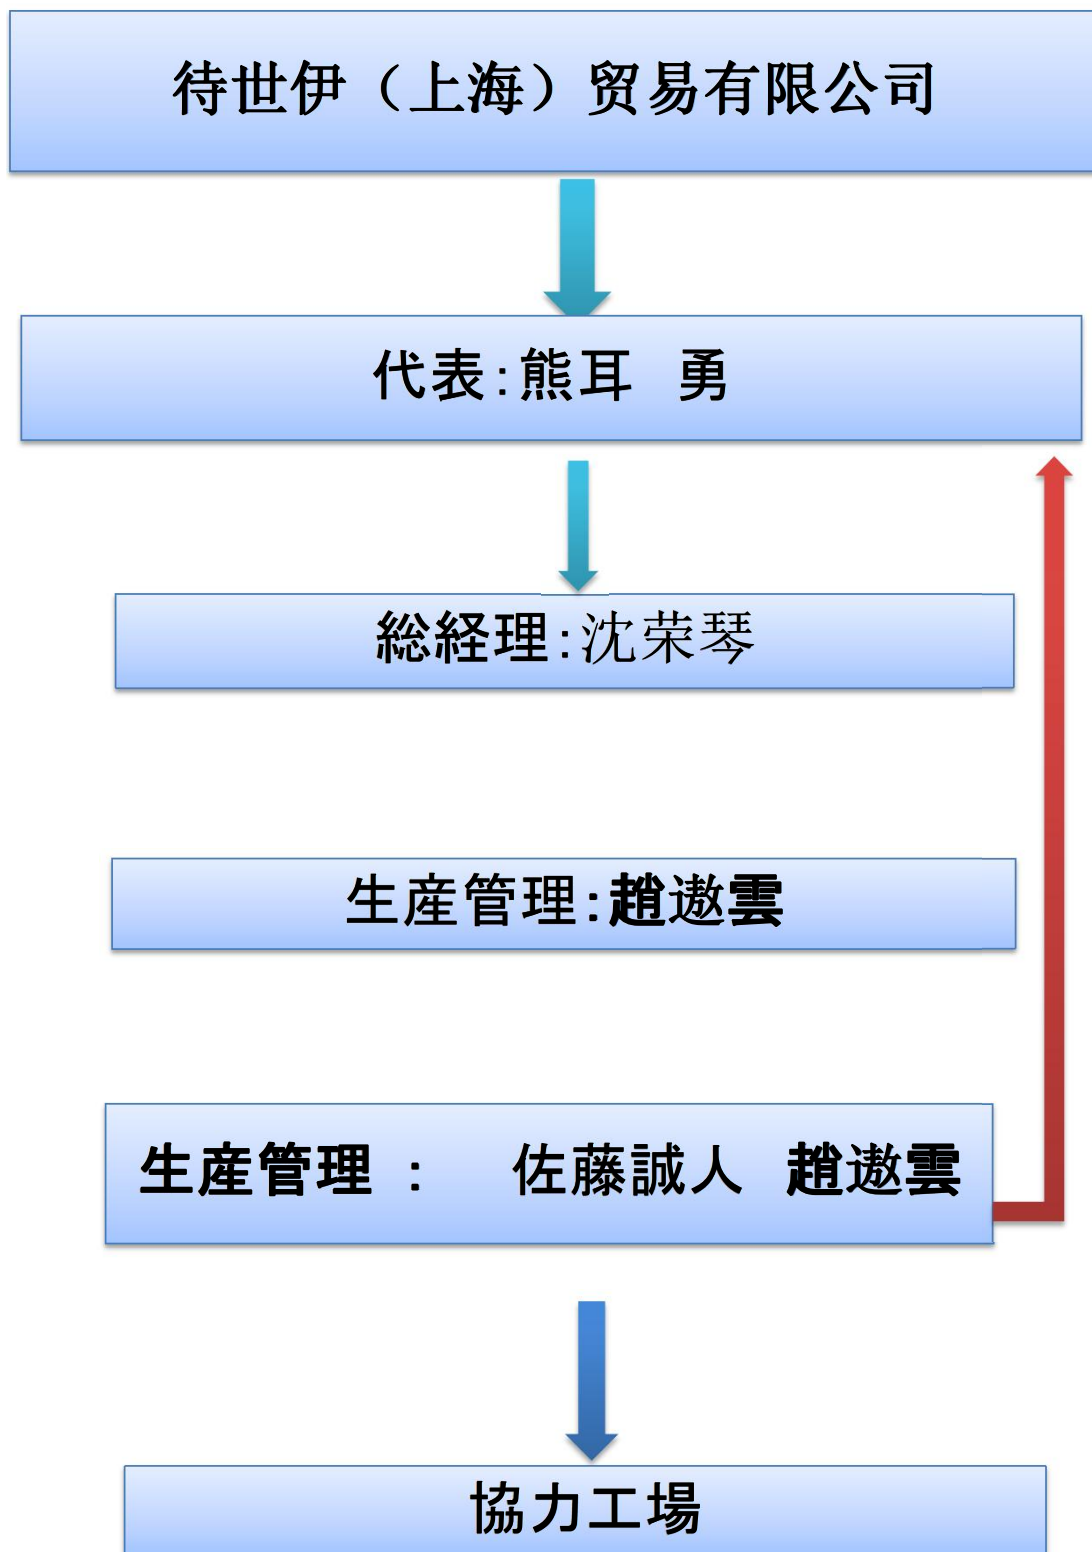 待世伊（上海）贸易有限公司
代表：熊耳　勇
総経理：沈荣琴
生産管理：趙遨雲
生産管理　：　佐藤誠人　趙遨雲
協力工場